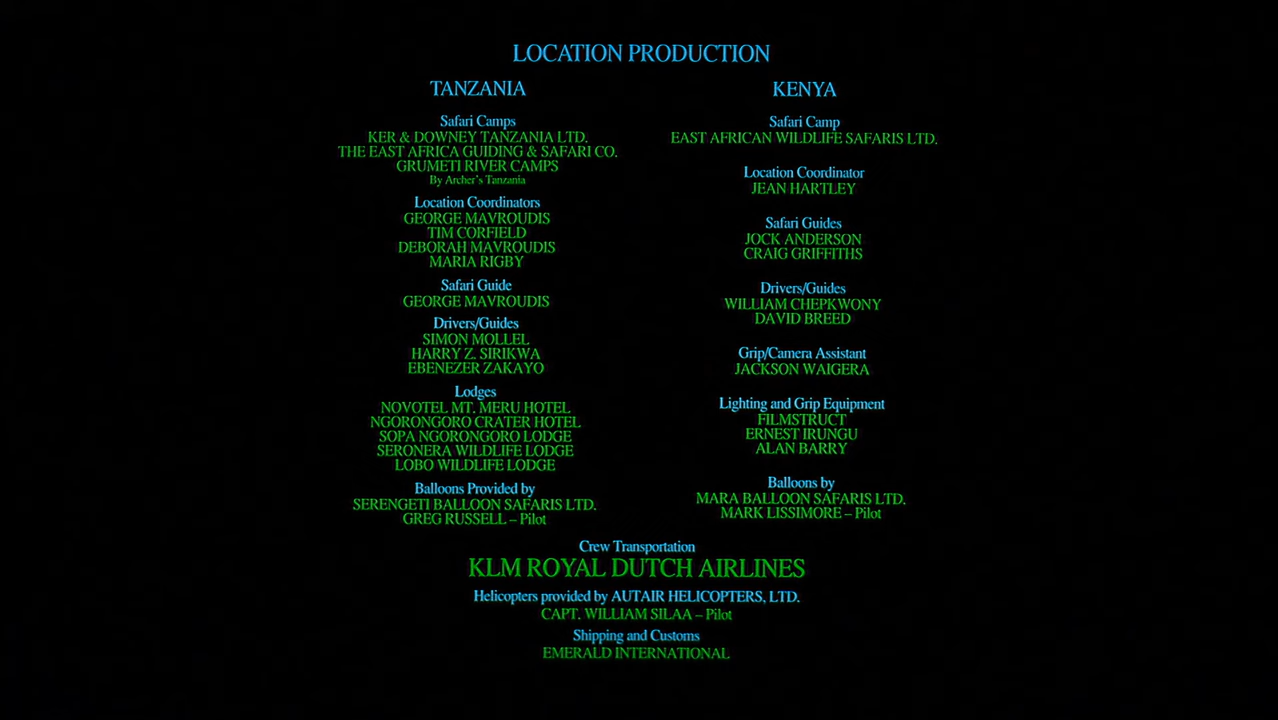 LOCATION PRODUCTION
TANZANIA
Safari Camps
KER & DOWNEY TANZANIA LTD.
THE EAST AFRICA GUIDING & SAFARI CO.
GRUMETI RIVER CAMPS
By Archer's Tanzania
Location Coordinators
GEORGE MAVROUDIS
TIM CORFIELD
DEBORAH MAVROUDIS
MARIA RIGBY
Safari Guide
GEORGE MAVROUDIS
Drivers/Guides
SIMON MOLLEL
HARRY Z. SIRIKWA
EBENEZER ZAKAYO
Lodges
NOVOTEL MT. MERU HOTEL
NGORONGORO CRATER HOTEL
SOPA NGORONGORO LODGE
SERONERA WILDLIFE LODGE
LOBO WILDLIFE LODGE
Balloons Provided by
SERENGETI BALLOON SAFARIS LTD.
GREG RUSSELL – Pilot
KENYA
Safari Camp
EAST AFRICAN WILDLIFE SAFARIS LTD.
Location Coordinator
JEAN HARTLEY
Safari Guides
JOCK ANDERSON
CRAIG GRIFFITHS
Drivers/Guides
WILLIAM CHEPKWONY
DAVID BREED
Grip/Camera Assistant
JACKSON WAIGERA
Lighting and Grip Equipment
FILMSTRUCT
ERNEST IRUNGU
ALAN BARRY
Balloons by
MARA BALLOON SAFARIS LTD.
MARK LISSIMORE – Pilot
Crew Transportation
KLM ROYAL DUTCH AIRLINES
Helicopters provided by AUTAIR HELICOPTERS, LTD.
CAPT. WILLIAM SILAA – Pilot
Shipping and Customs
EMERALD INTERNATIONAL